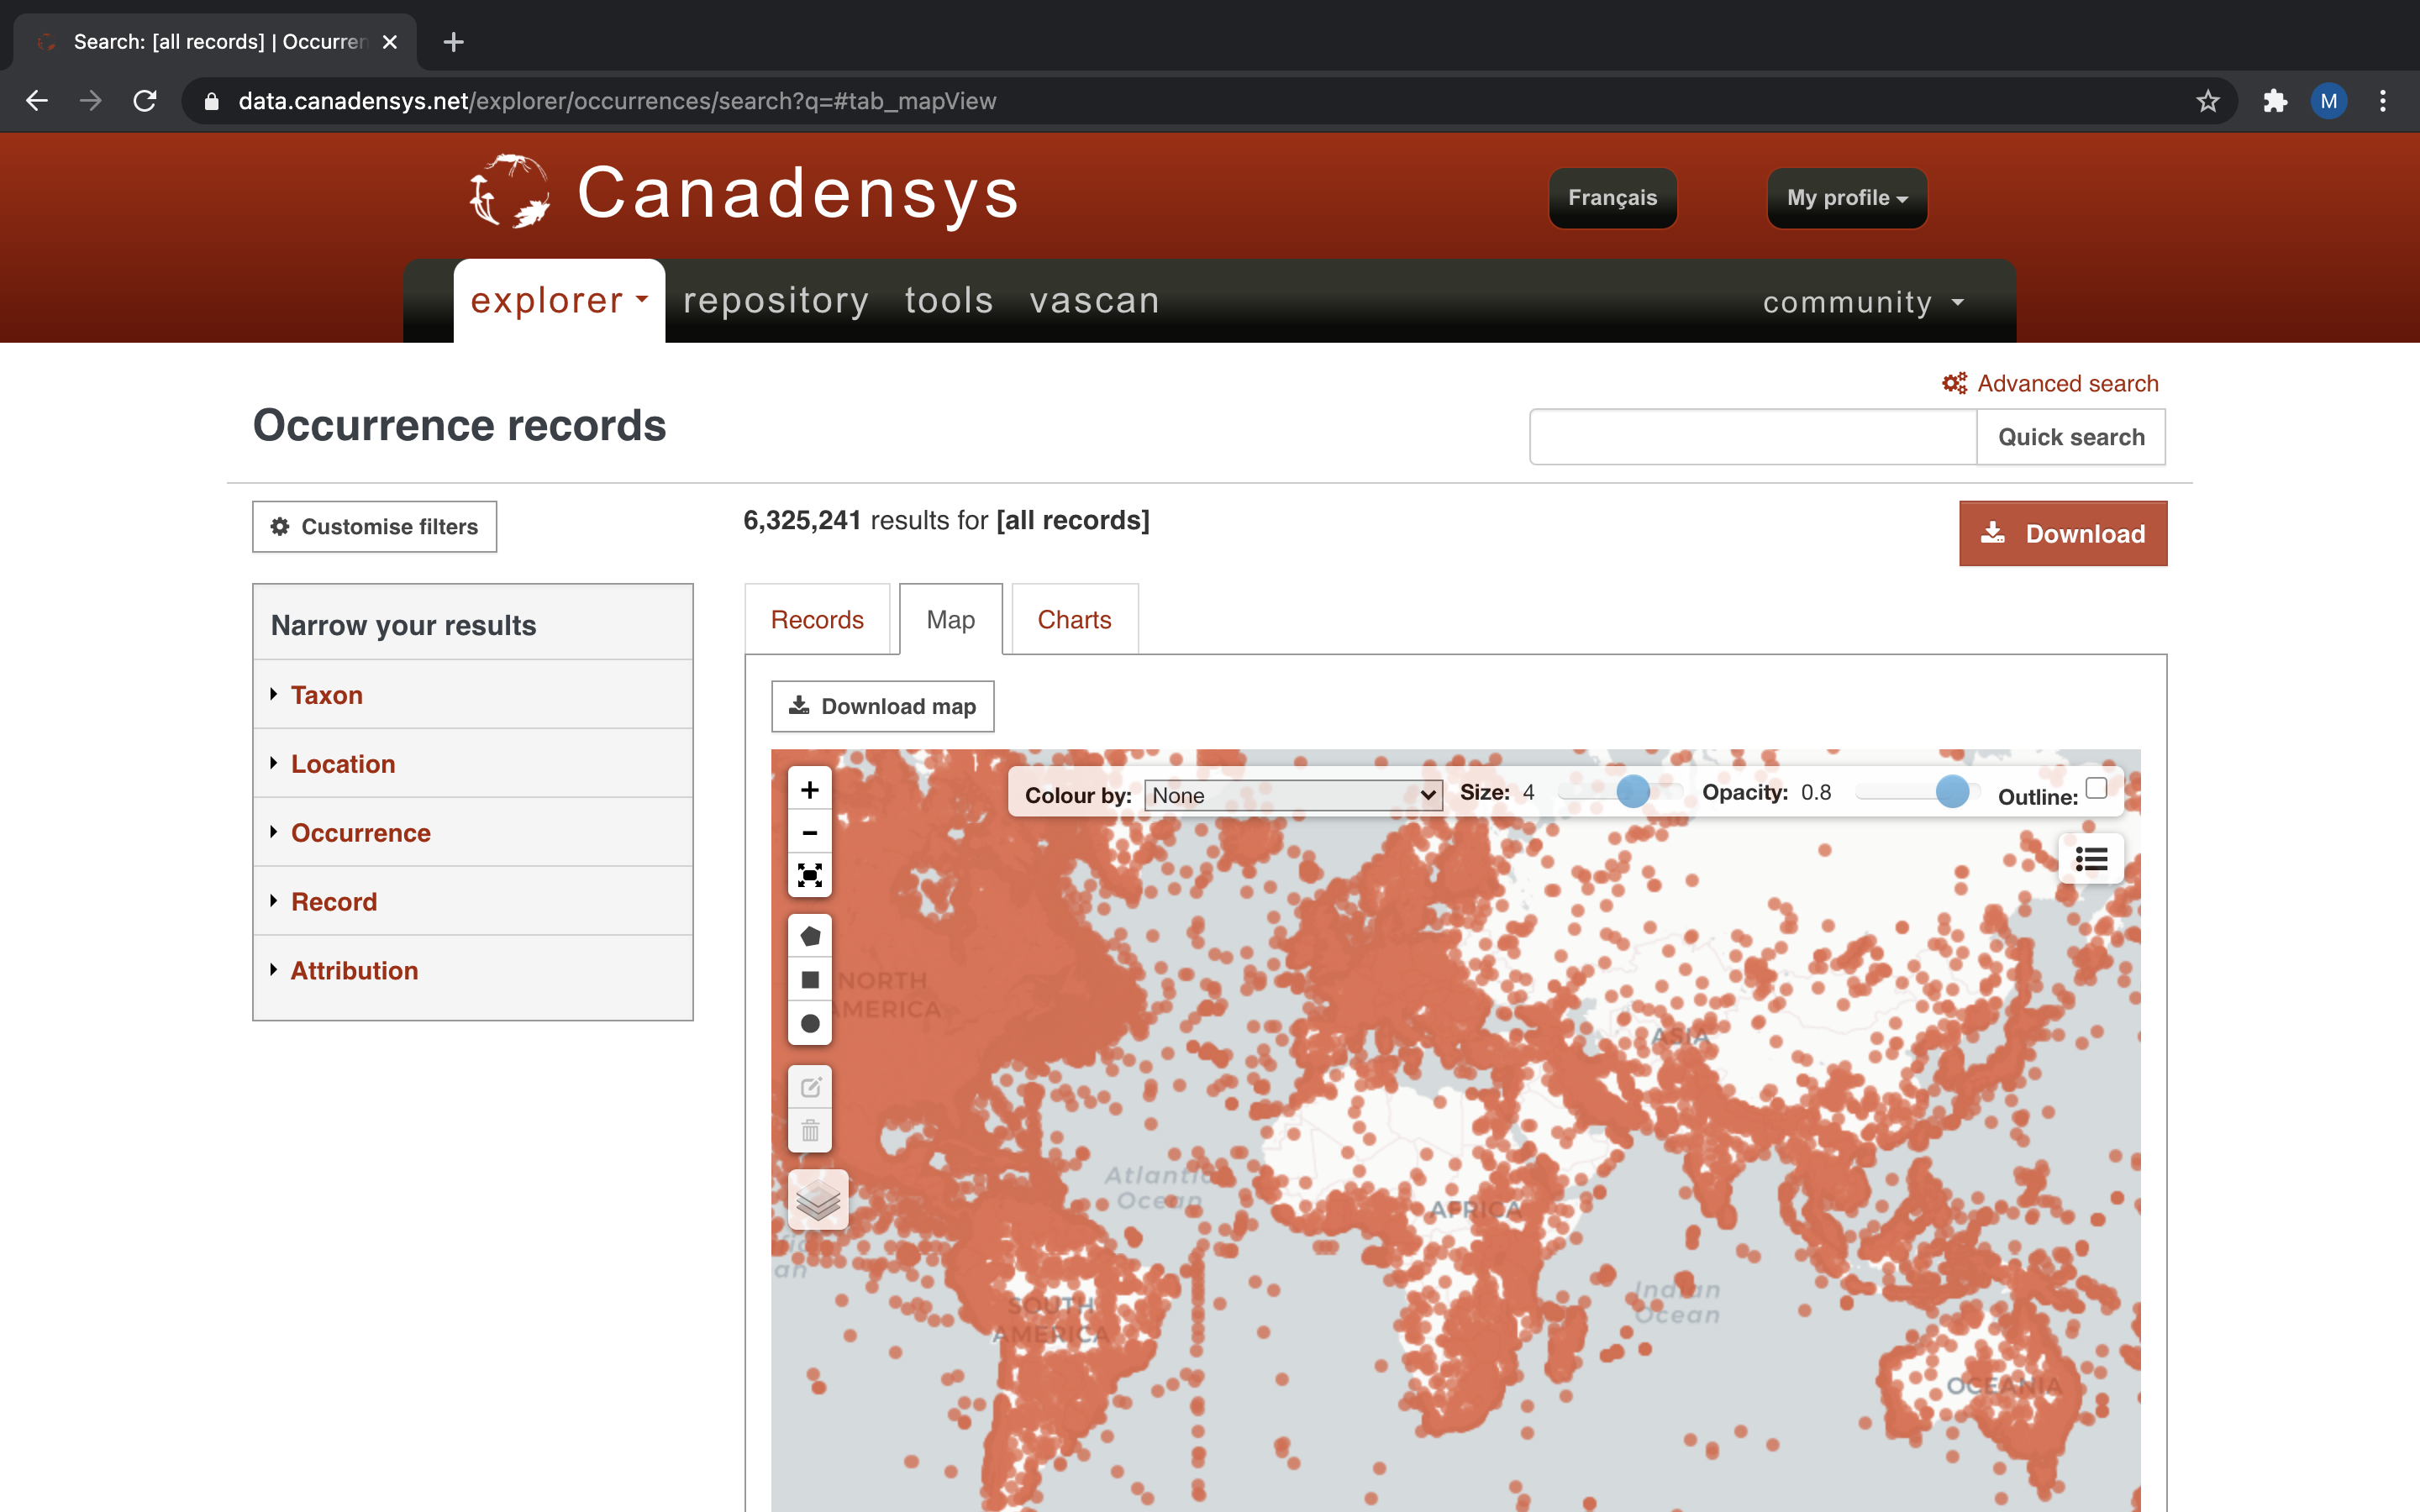 Search: [all records] | Occurren
data.canadensys.net/explorer/occurrences/search?q=#tab_mapView
M
Canadensys
Français
My profile
explorer
repository
tools
vascan
community
Advanced search
Occurrence records
Quick search
Customise filters
6,325,241 results for [all records]
Download
Narrow your results
Taxon
Location
Occurrence
Record
Attribution
Records
Map
Charts
Download map
Colour by: None
Size: 4
Opacity: 0.8
Outline:
NORTH
AMERICA
ASIA
Atlantic
Ocean
AFRICA
an
Indian
Ocean
SOUTH
AMERICA
OCEANIA